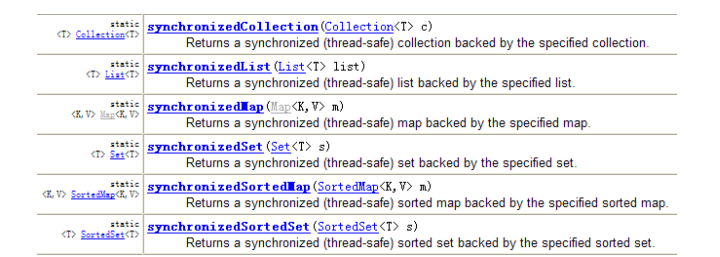 static
<T> Collection<T>
synchronizedCollection(Collection<T> c)
Returns a synchronized (thread-safe) collection backed by the specified collection.
static
<T> List<T>
synchronizedList(List<T> list)
Returns a synchronized (thread-safe) list backed by the specified list.
static
<K,V> Map<K,V>
synchronizedMap(Map<K,V> m)
Returns a synchronized (thread-safe) map backed by the specified map.
static
<T> Set<T>
synchronizedSet(Set<T> s)
Returns a synchronized (thread-safe) set backed by the specified set.
static
<K,V> SortedMap<K,V>
synchronizedSortedMap(SortedMap<K,V> m)
Returns a synchronized (thread-safe) sorted map backed by the specified sorted map.
static
<T> SortedSet<T>
synchronizedSortedSet(SortedSet<T> s)
Returns a synchronized (thread-safe) sorted set backed by the specified sorted set.